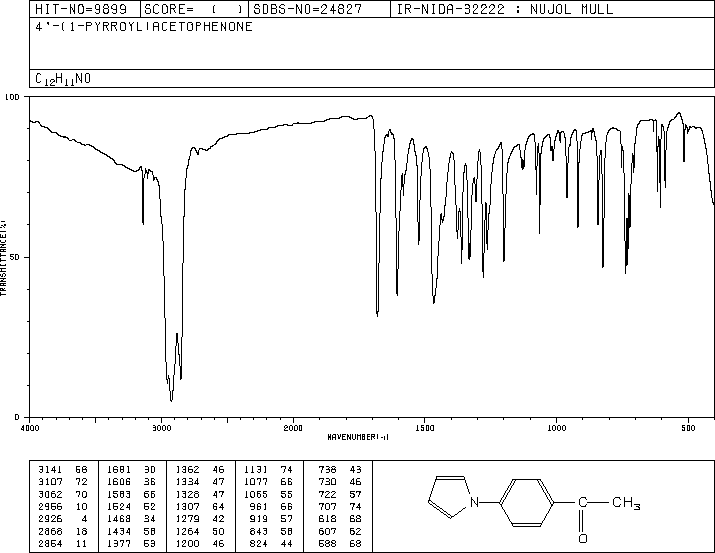 HIT-NO=9899 SCORE= ( ) SDBS-NO=24827 IR-NIDA-32222 : NUJOL MULL
4'-(1-PYRROYL)ACETOPHENONE
C12H11NO
100
50
0
TRANSMITTANCE(%)
4000 3000 2000 1500 1000 500
WAVENUMBER(-1)
3141 58 1681 30 1362 46 1131 74 738 43
3107 72 1606 36 1334 47 1077 66 730 46
3062 70 1583 66 1328 47 1065 55 722 57
2956 10 1524 52 1307 64 961 66 707 74
2926 4 1468 34 1279 42 919 57 618 68
2868 18 1434 58 1264 50 843 58 607 62
2854 11 1377 53 1200 46 824 44 588 68
N C CH3
O